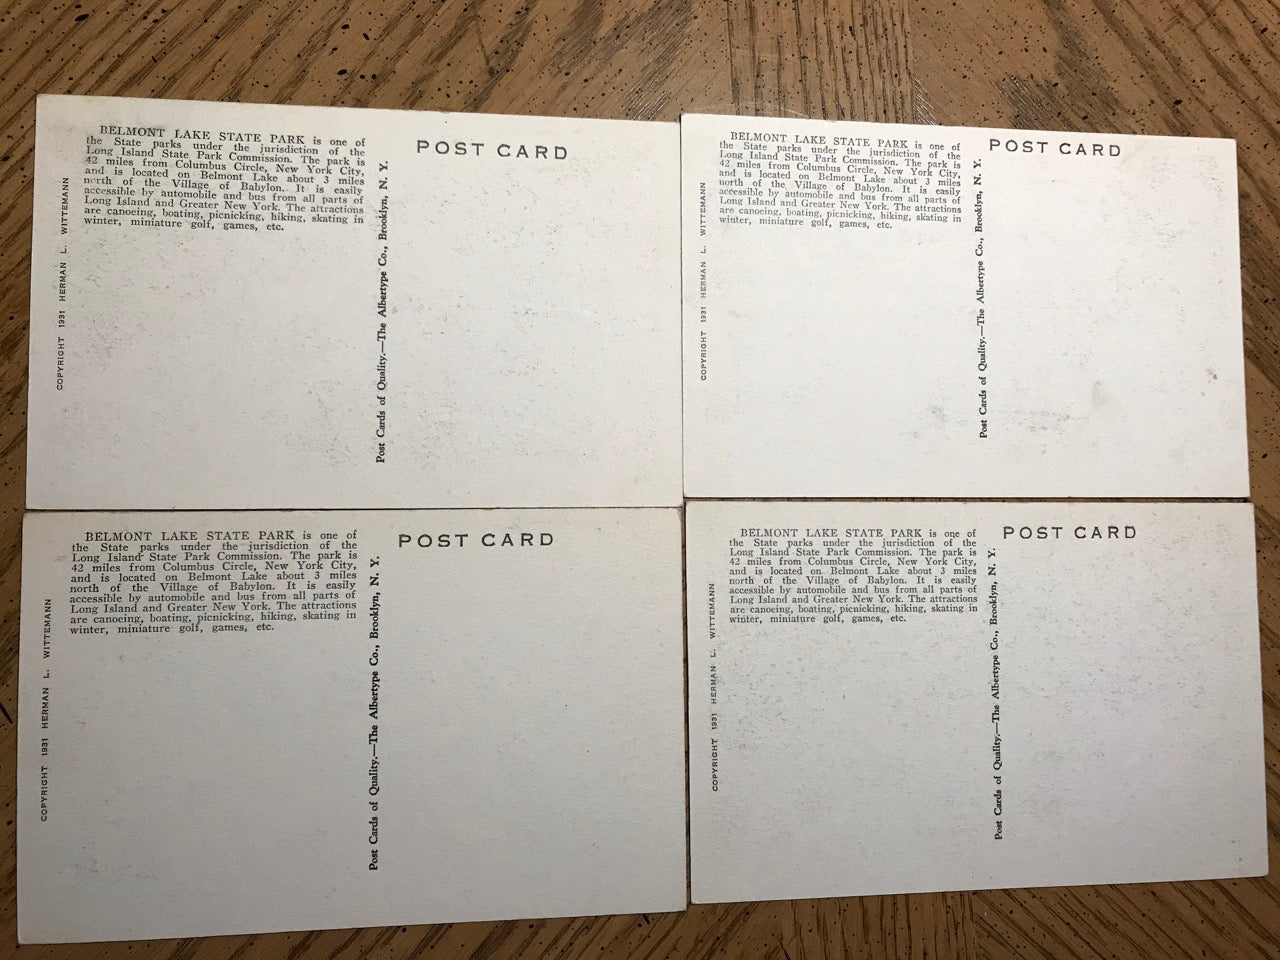 BELMONT LAKE STATE PARK is one of
the State parks under the jurisdiction of the
Long Island State Park Commission. The park is
42 miles from Columbus Circle, New York City,
and is located on Belmont Lake about 3 miles
north of the Village of Babylon. It is easily
accessible by automobile and bus from all parts of
Long Island and Greater New York. The attractions
are canoeing, boating, picnicking, hiking, skating in
winter, miniature golf, games, etc.
COPYRIGHT 1931 HERMAN L. WITTEMANN
Post Cards of Quality.—The Albertype Co., Brooklyn, N. Y.
POST CARD
BELMONT LAKE STATE PARK is one of
the State parks under the jurisdiction of the
Long Island State Park Commission. The park is
42 miles from Columbus Circle, New York City,
and is located on Belmont Lake about 3 miles
north of the Village of Babylon. It is easily
accessible by automobile and bus from all parts of
Long Island and Greater New York. The attractions
are canoeing, boating, picnicking, hiking, skating in
winter, miniature golf, games, etc.
COPYRIGHT 1931 HERMAN L. WITTEMANN
Post Cards of Quality.—The Albertype Co., Brooklyn, N. Y.
POST CARD
BELMONT LAKE STATE PARK is one of
the State parks under the jurisdiction of the
Long Island State Park Commission. The park is
42 miles from Columbus Circle, New York City,
and is located on Belmont Lake about 3 miles
north of the Village of Babylon. It is easily
accessible by automobile and bus from all parts of
Long Island and Greater New York. The attractions
are canoeing, boating, picnicking, hiking, skating in
winter, miniature golf, games, etc.
COPYRIGHT 1931 HERMAN L. WITTEMANN
Post Cards of Quality.—The Albertype Co., Brooklyn, N. Y.
POST CARD
BELMONT LAKE STATE PARK is one of
the State parks under the jurisdiction of the
Long Island State Park Commission. The park is
42 miles from Columbus Circle, New York City,
and is located on Belmont Lake about 3 miles
north of the Village of Babylon. It is easily
accessible by automobile and bus from all parts of
Long Island and Greater New York. The attractions
are canoeing, boating, picnicking, hiking, skating in
winter, miniature golf, games, etc.
COPYRIGHT 1931 HERMAN L. WITTEMANN
Post Cards of Quality.—The Albertype Co., Brooklyn, N. Y.
POST CARD